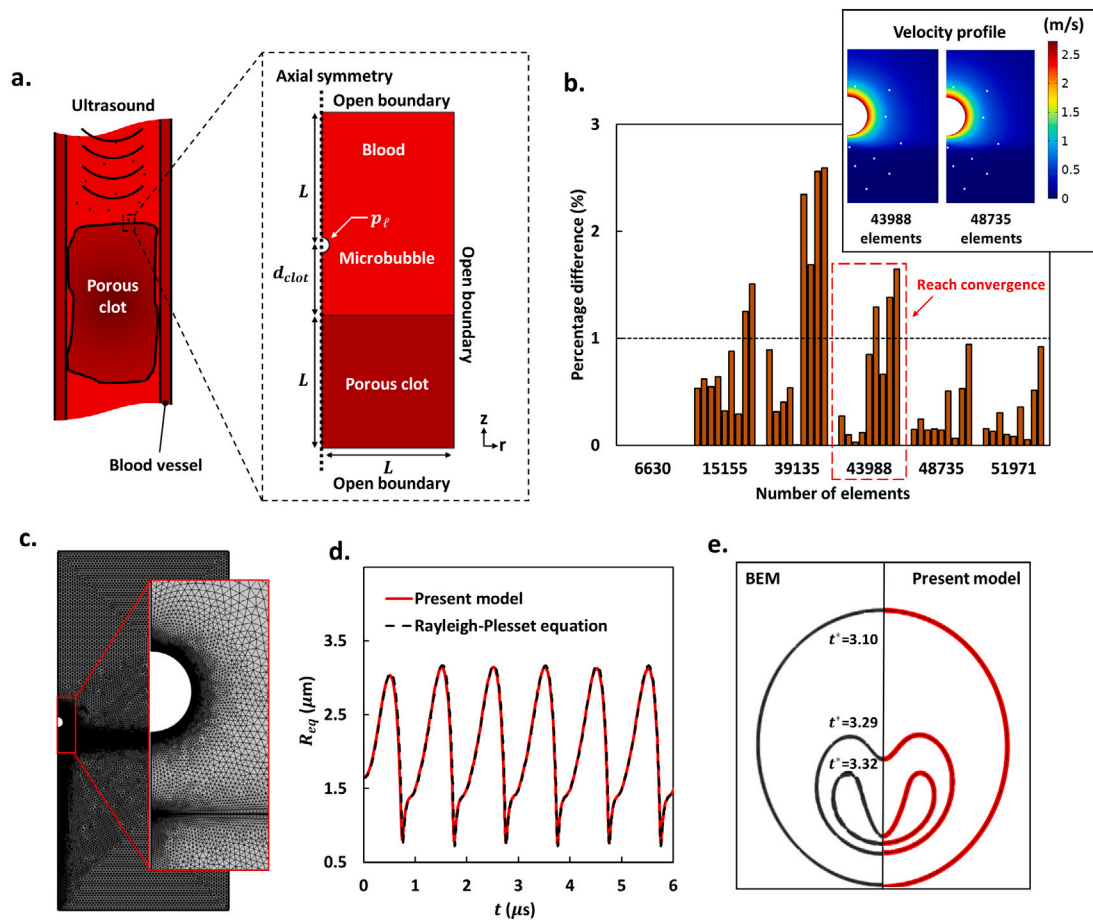 a.
Ultrasound
Porous
clot
Blood vessel
Axial symmetry
Open boundary
Blood
L
p_ℓ
Microbubble
d_clot
Open boundary
L
Porous clot
z
r
L
Open boundary
b.
Velocity profile
(m/s)
2.5
2
1.5
1
0.5
0
43988
elements
48735
elements
Percentage difference (%)
3
2
1
0
Reach convergence
6630 15155 39135 43988 48735 51971
Number of elements
c.
d.
Present model
Rayleigh-Plesset equation
R_eq (μm)
3.5
2.5
1.5
0.5
0 1 2 3 4 5 6
t (μs)
e.
BEM
Present model
t*=3.10
t*=3.29
t*=3.32